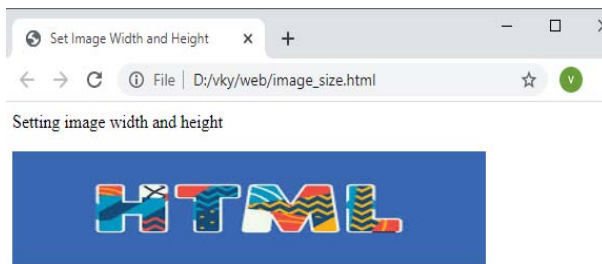 Set Image Width and Height
File | D:/vky/web/image_size.html
V
Setting image width and height
HTML